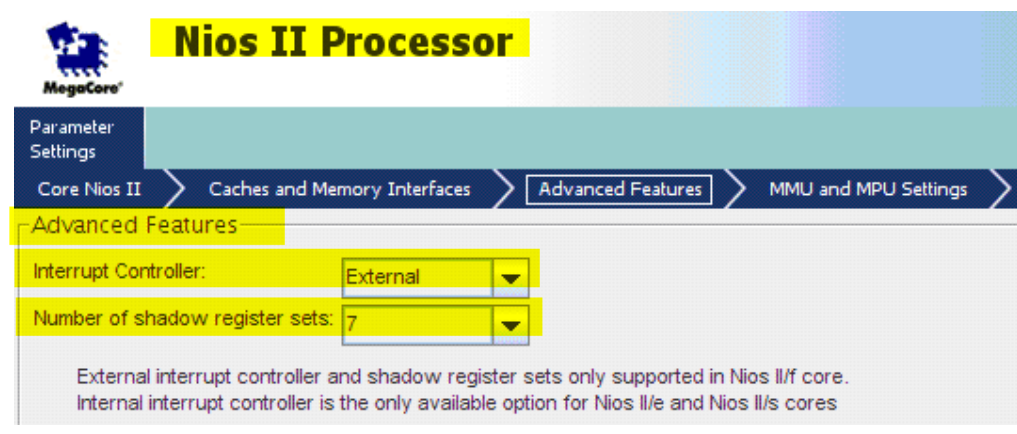 Nios II Processor
MegaCore®
Parameter
Settings
Core Nios II
Caches and Memory Interfaces
Advanced Features
MMU and MPU Settings
Advanced Features
Interrupt Controller: External
Number of shadow register sets: 7
External interrupt controller and shadow register sets only supported in Nios II/f core.
Internal interrupt controller is the only available option for Nios II/e and Nios II/s cores